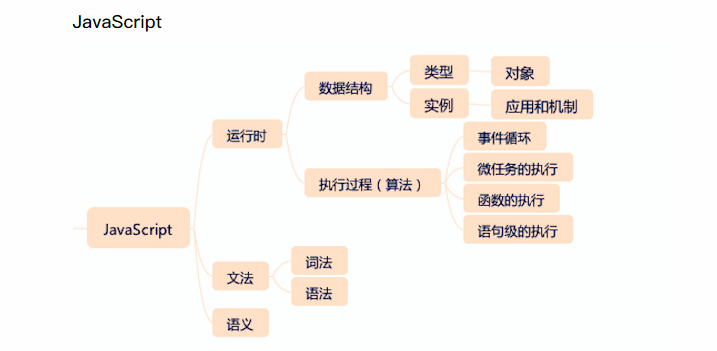 JavaScript
JavaScript
运行时
数据结构
类型
对象
实例
应用和机制
执行过程（算法）
事件循环
微任务的执行
函数的执行
语句级的执行
文法
词法
语法
语义